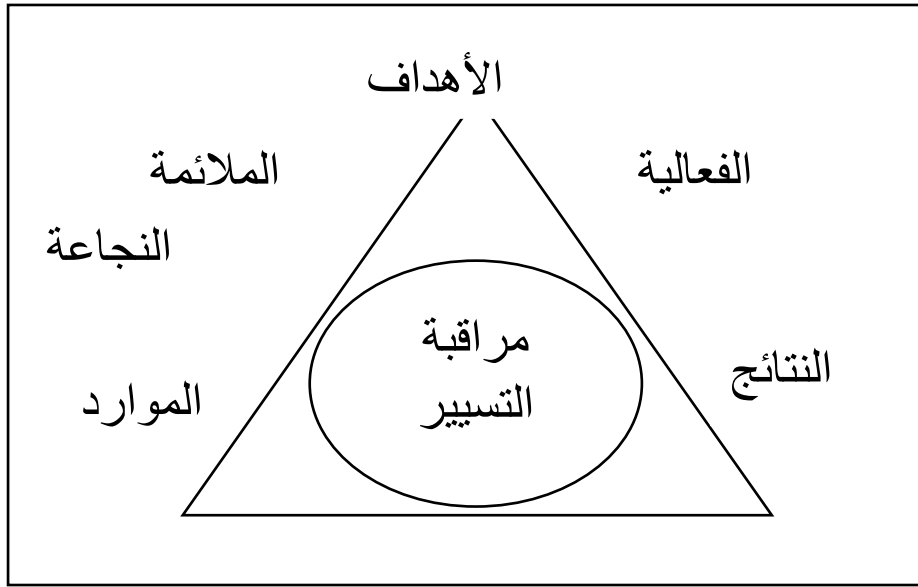 الأهداف
الفعالية
الملائمة
النجاعة
مراقبة
التسيير
النتائج
الموارد